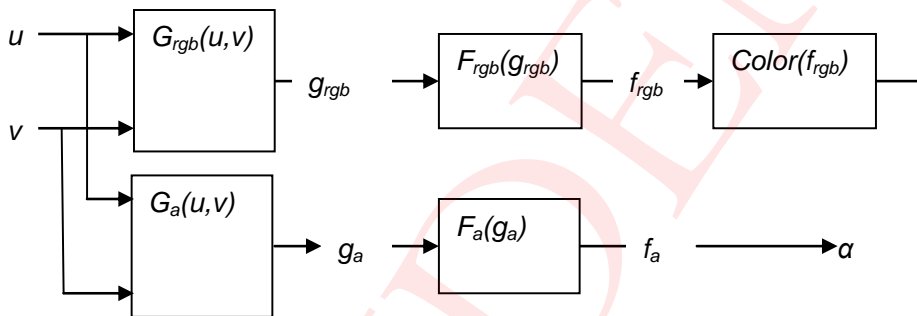 u
G_rgb(u,v)
F_rgb(g_rgb)
Color(f_rgb)
g_rgb
f_rgb
v
G_a(u,v)
F_a(g_a)
g_a
f_a
α